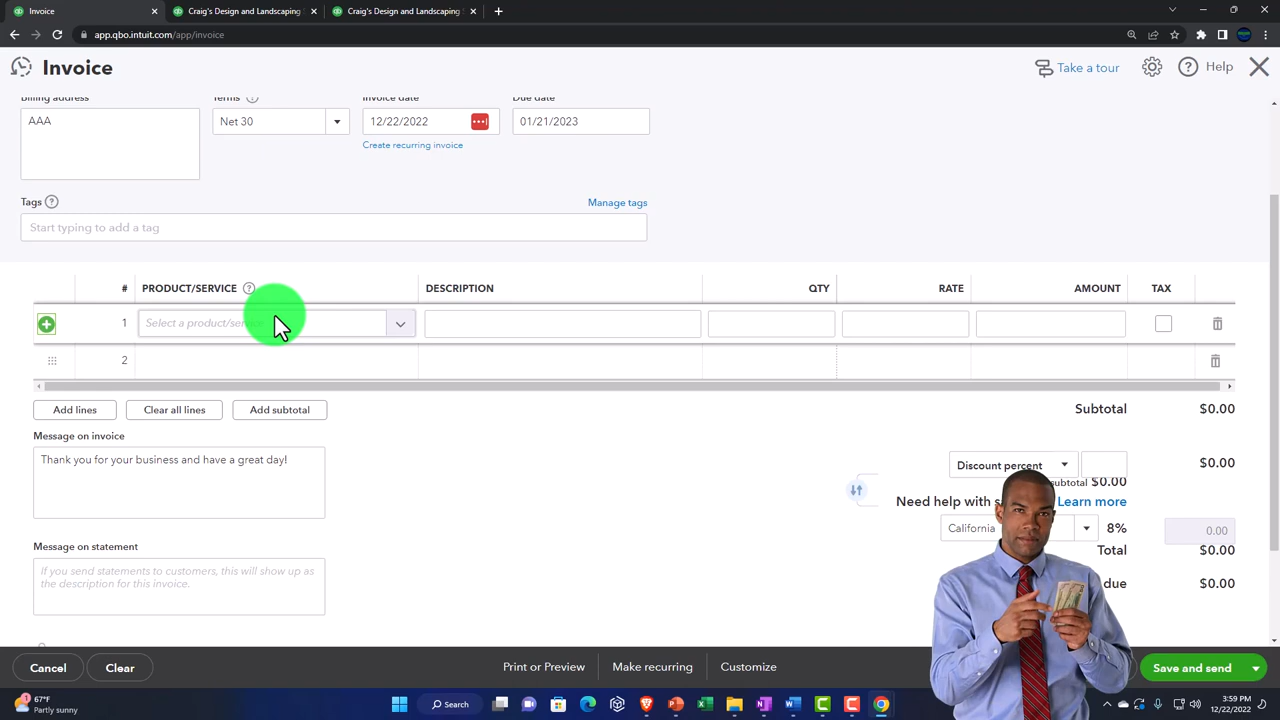 Invoice
Craig's Design and Landscaping
Craig's Design and Landscaping
app.qbo.intuit.com/app/invoice
Invoice
Take a tour
Help
Billing address
Terms
Invoice date
Due date
AAA
Net 30
12/22/2022
01/21/2023
Create recurring invoice
Tags
Manage tags
Start typing to add a tag
# PRODUCT/SERVICE DESCRIPTION QTY RATE AMOUNT TAX
1 Select a product/service
2
Add lines
Clear all lines
Add subtotal
Subtotal $0.00
Message on invoice
Thank you for your business and have a great day!
Discount percent $0.00
subtotal $0.00
Need help with Learn more
California 8% 0.00
Total $0.00
Message on statement
If you send statements to customers, this will show up as
the description for this invoice.
due $0.00
Cancel
Clear
Print or Preview
Make recurring
Customize
Save and send
1
67°F
Partly sunny
Search
3:59 PM
12/22/2022